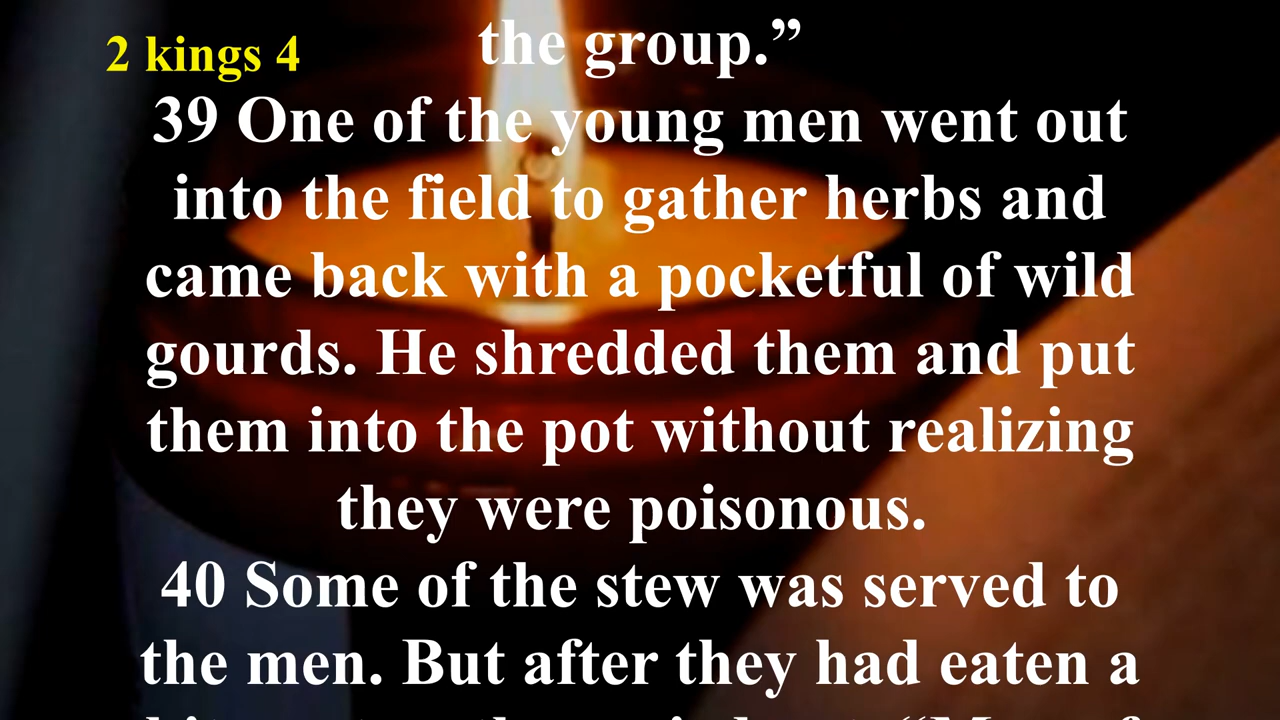 2 kings 4
the group.”
39 One of the young men went out
into the field to gather herbs and
came back with a pocketful of wild
gourds. He shredded them and put
them into the pot without realizing
they were poisonous.
40 Some of the stew was served to
the men. But after they had eaten a